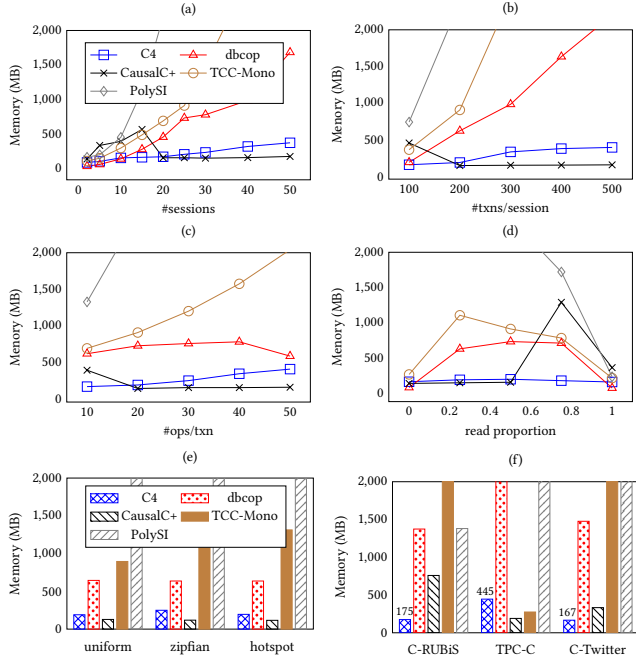 (a)
2,000
1,500
1,000
500
0
Memory (MB)
C4
dbcop
CausalC+
TCC-Mono
PolySI
0
10
20
30
40
50
#sessions
(b)
2,000
1,500
1,000
500
0
Memory (MB)
100
200
300
400
500
#txns/session
(c)
2,000
1,500
1,000
500
0
Memory (MB)
10
20
30
40
50
#ops/txn
(d)
2,000
1,500
1,000
500
0
Memory (MB)
0
0.2
0.4
0.6
0.8
1
read proportion
(e)
2,000
1,500
1,000
500
0
Memory (MB)
C4
dbcop
CausalC+
TCC-Mono
PolySI
uniform
zipfian
hotspot
(f)
2,000
1,500
1,000
500
0
Memory (MB)
175
445
167
C-RUBiS
TPC-C
C-Twitter